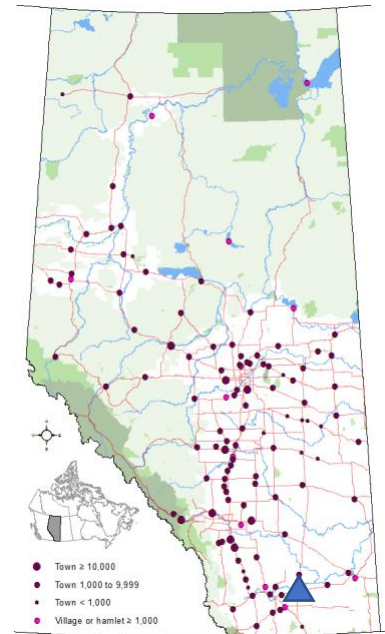 Town ≥ 10,000
Town 1,000 to 9,999
Town < 1,000
Village or hamlet ≥ 1,000